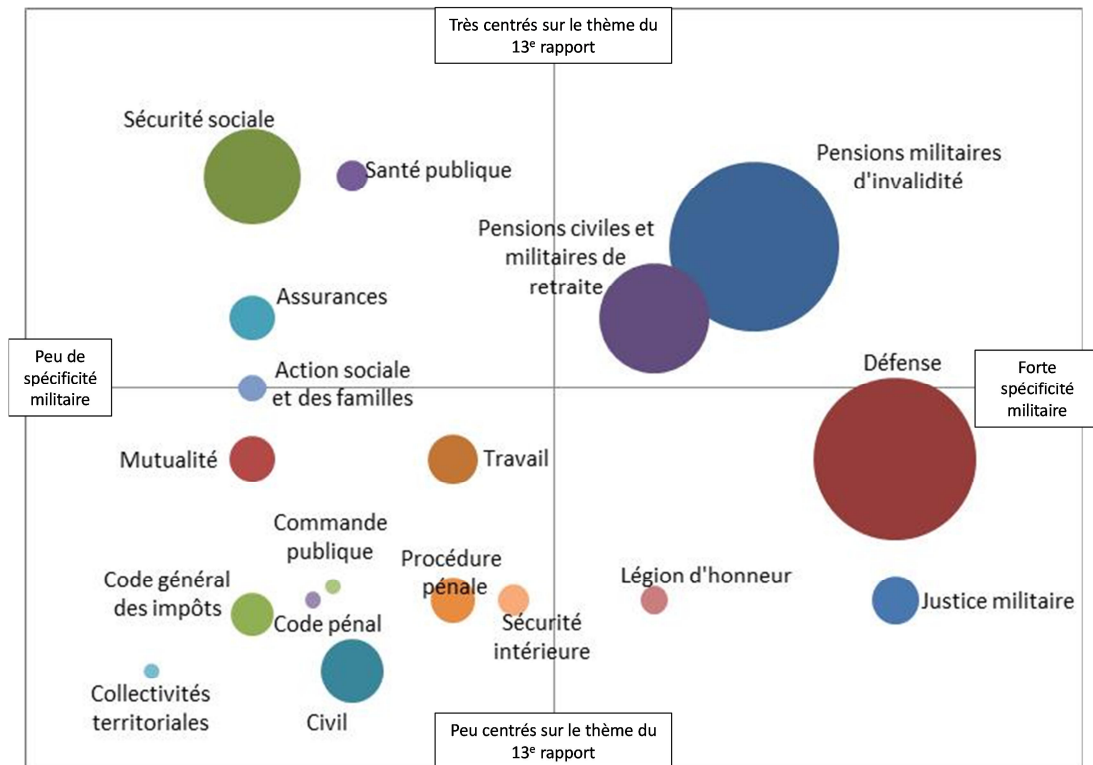 Très centrés sur le thème du
13e rapport
Sécurité sociale
Santé publique
Pensions militaires
d'invalidité
Pensions civiles et
militaires de
retraite
Assurances
Peu de
spécificité
militaire
Action sociale
et des familles
Défense
Forte
spécificité
militaire
Mutualité
Travail
Commande
publique
Procédure
pénale
Code général
des impôts
Code pénal
Sécurité
intérieure
Légion d'honneur
Justice militaire
Collectivités
territoriales
Civil
Peu centrés sur le thème du
13e rapport